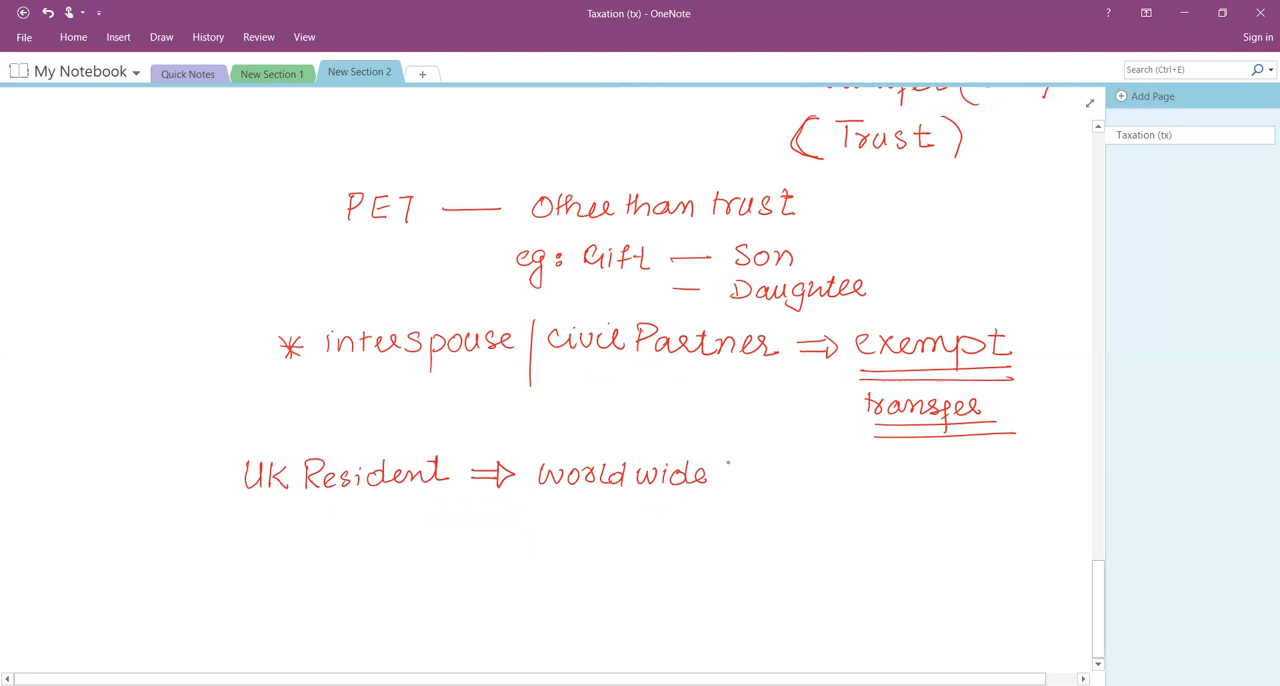 Taxation (tx) - OneNote
?
File Home Insert Draw History Review View
Sign in
My Notebook
Quick Notes
New Section 1
New Section 2
+
Search (Ctrl+E)
Add Page
Taxation (tx)
(Trust)
PET — Other than trust
eg: Gift — Son
— Daughter
* interspouse / civil Partner ⇒ exempt
transfer
UK Resident ⇒ world wide